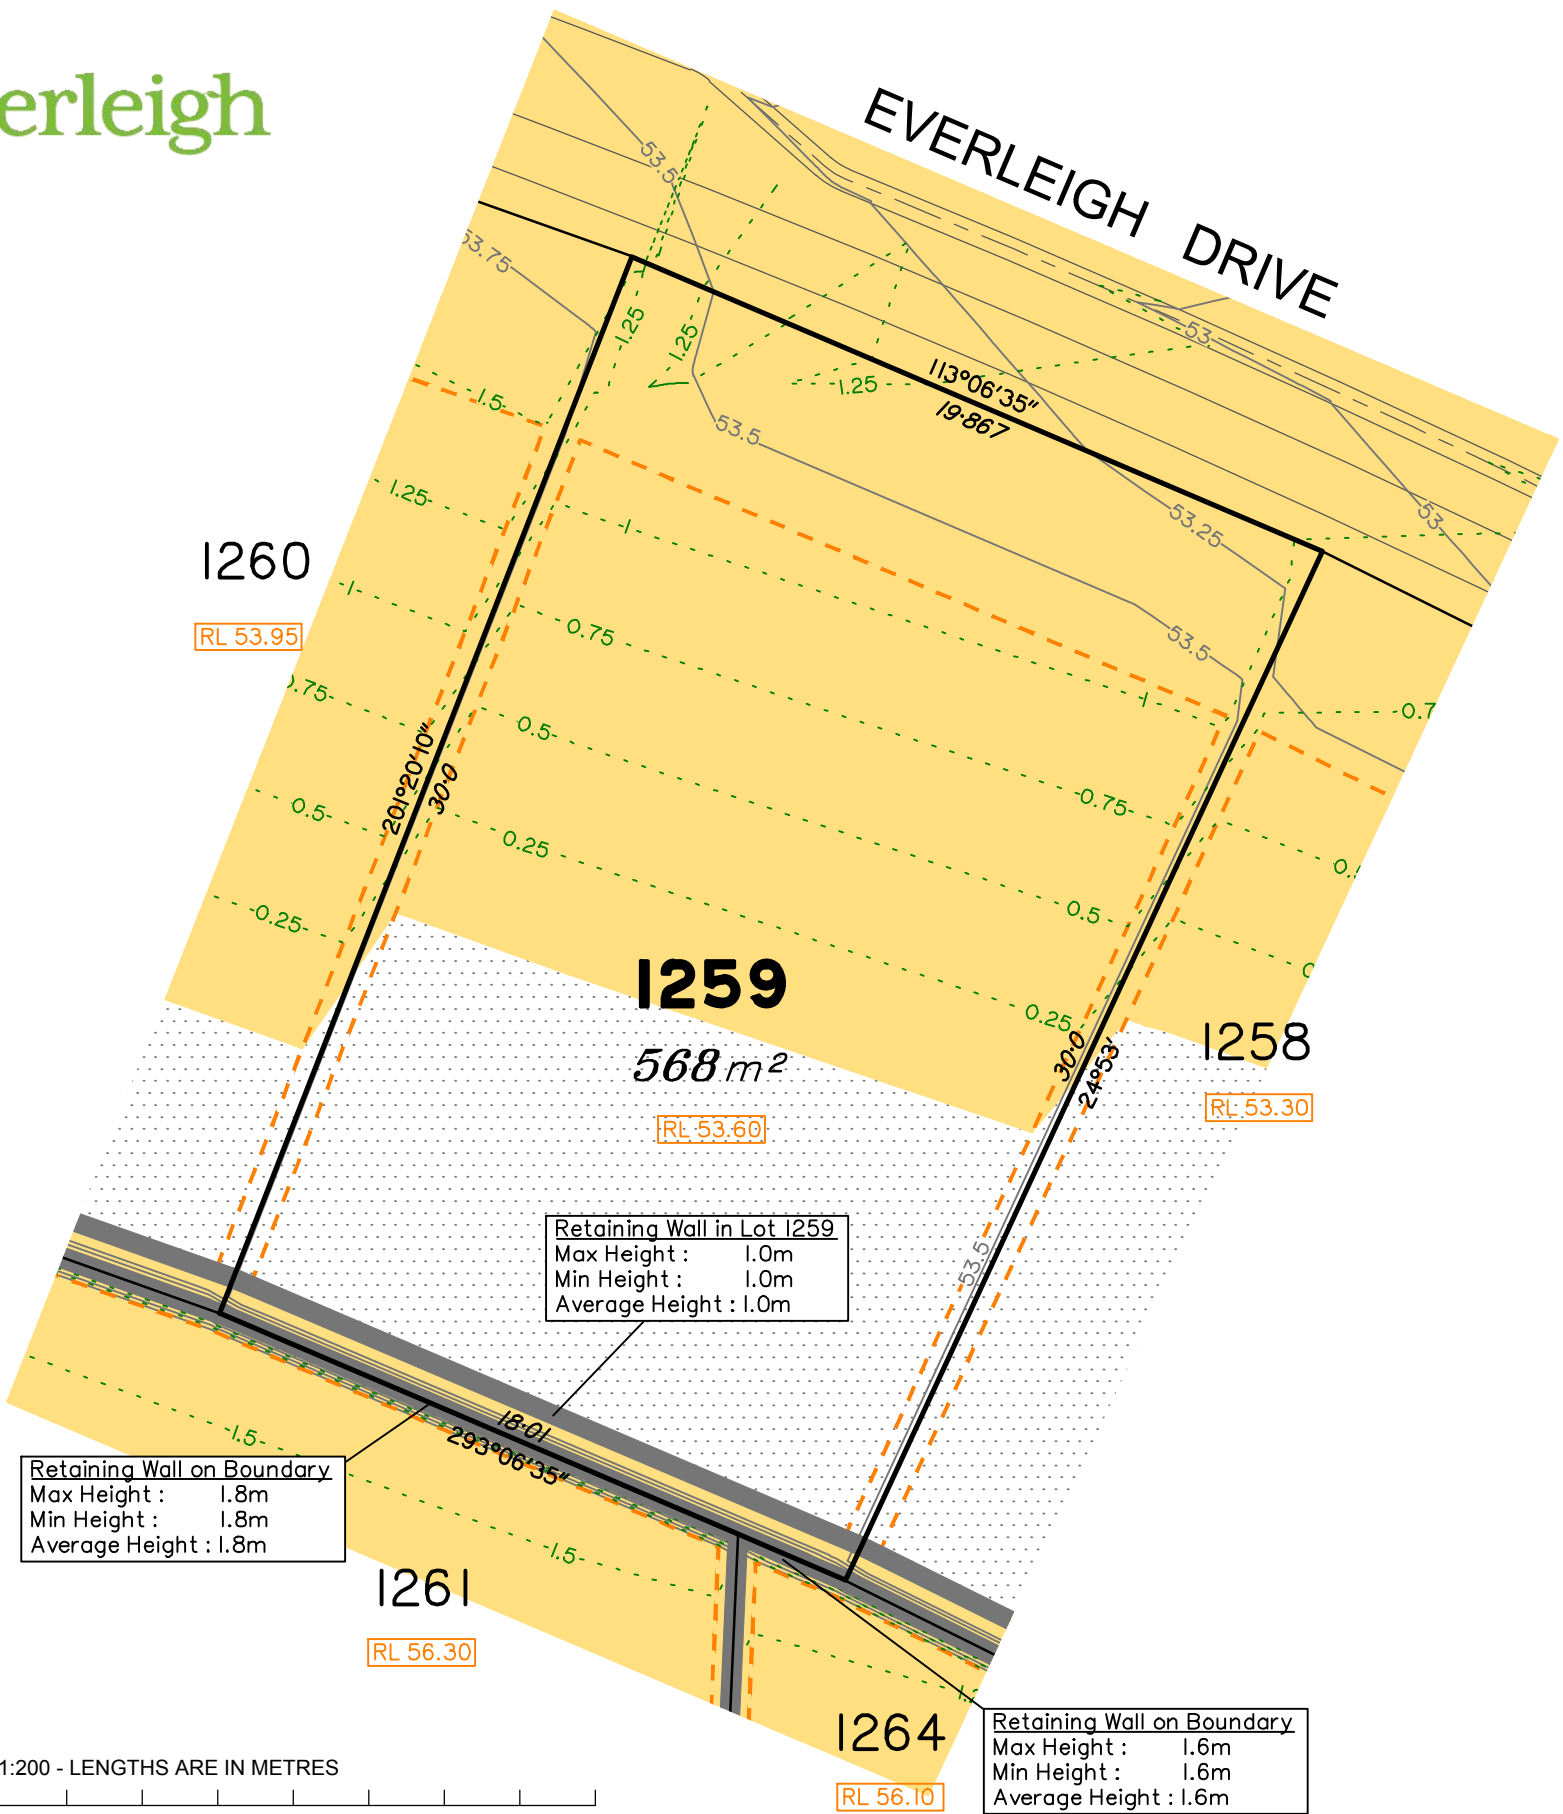 erleigh
EVERLEIGH DRIVE
53.5
53.75
1.25
1.25
1.25
53
113°06'35"
19·867
1.5
53.5
1.25
1
53.25
53
1260
RL 53.95
1
0.75
53.5
1
0.75
0.5
0.7
201°20'10"
30·0
0.75
0.5
0.25
0.5
0.25
1259
568 m²
RL 53.60
0.25
30·0
24°53'
1258
RL 53.30
Retaining Wall in Lot 1259
Max Height : 1.0m
Min Height : 1.0m
Average Height : 1.0m
53.5
18·01
293°06'35"
1.5
Retaining Wall on Boundary
Max Height : 1.8m
Min Height : 1.8m
Average Height : 1.8m
1.5
1261
RL 56.30
1264
RL 56.10
Retaining Wall on Boundary
Max Height : 1.6m
Min Height : 1.6m
Average Height : 1.6m
1:200 - LENGTHS ARE IN METRES